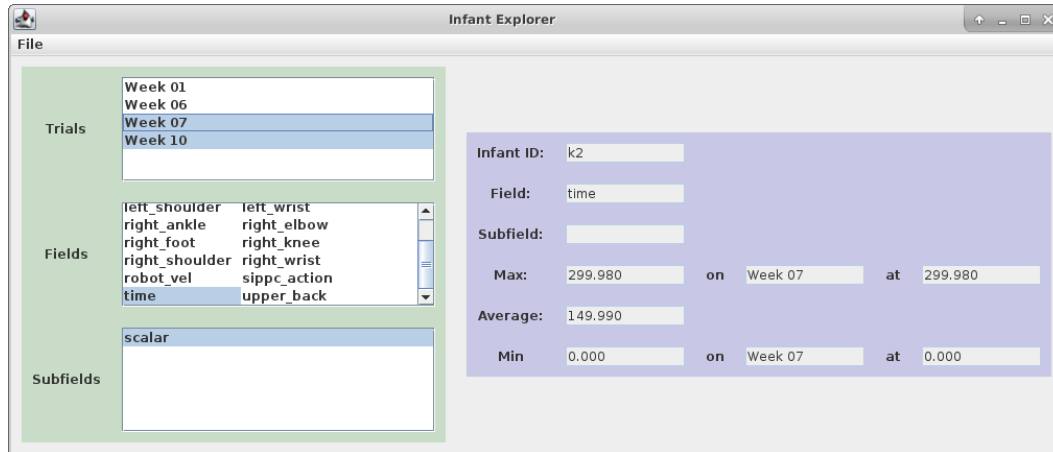 Infant Explorer
File
Trials
Week 01
Week 06
Week 07
Week 10
Fields
left_shoulder left_wrist
right_ankle right_elbow
right_foot right_knee
right_shoulder right_wrist
robot_vel sippc_action
time upper_back
Subfields
scalar
Infant ID: k2
Field: time
Subfield:
Max: 299.980 on Week 07 at 299.980
Average: 149.990
Min 0.000 on Week 07 at 0.000